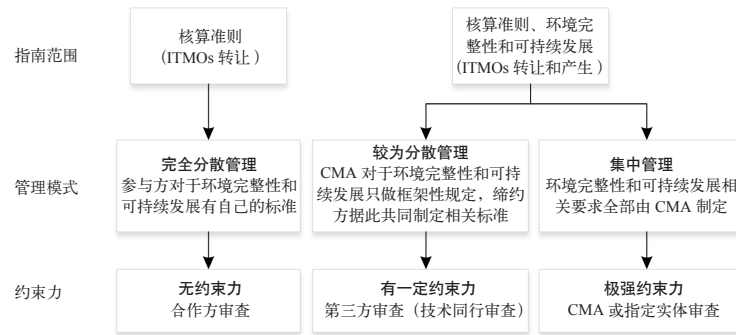 指南范围
核算准则
（ITMOs 转让）
核算准则、环境完
整性和可持续发展
（ITMOs 转让和产生）
管理模式
完全分散管理
参与方对于环境完整性和
可持续发展有自己的标准
较为分散管理
CMA 对于环境完整性和可持
续发展只做框架性规定，缔约
方据此共同制定相关标准
集中管理
环境完整性和可持续发展相
关要求全部由 CMA 制定
约束力
无约束力
合作方审查
有一定约束力
第三方审查（技术同行审查）
极强约束力
CMA 或指定实体审查